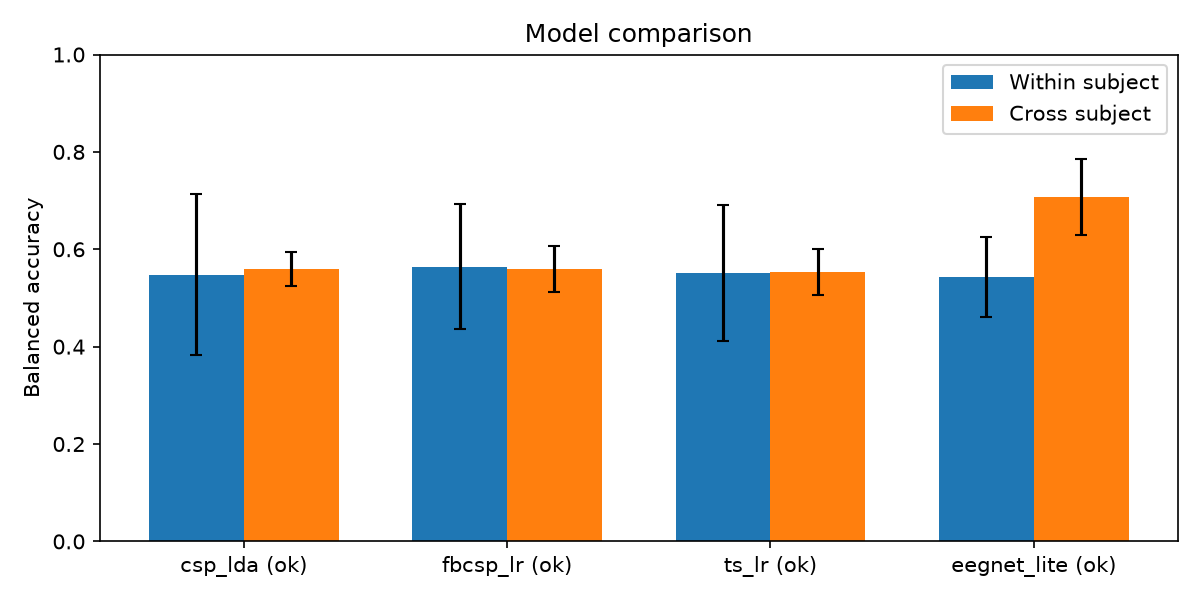 Model comparison
Within subject
Cross subject
Balanced accuracy
1.0
0.8
0.6
0.4
0.2
0.0
csp_lda (ok)
fbcsp_lr (ok)
ts_lr (ok)
eegnet_lite (ok)